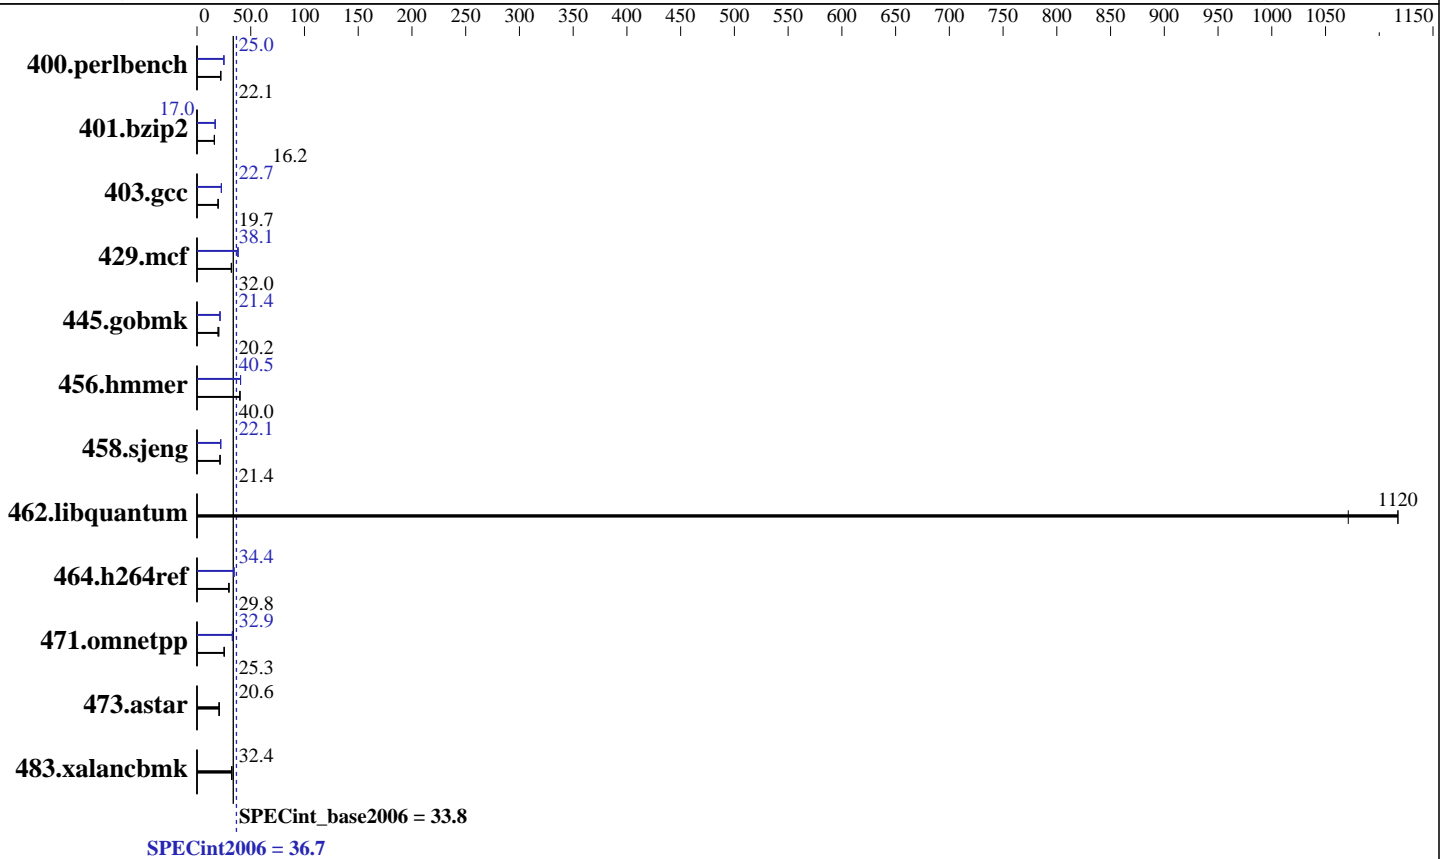 0 50.0 100 150 200 250 300 350 400 450 500 550 600 650 700 750 800 850 900 950 1000 1050 1150
25.0
400.perlbench
22.1
17.0
401.bzip2
16.2
22.7
403.gcc
19.7
38.1
429.mcf
32.0
21.4
445.gobmk
20.2
40.5
456.hmmer
40.0
22.1
458.sjeng
21.4
1120
462.libquantum
34.4
464.h264ref
29.8
32.9
471.omnetpp
25.3
20.6
473.astar
32.4
483.xalancbmk
SPECint_base2006 = 33.8
SPECint2006 = 36.7